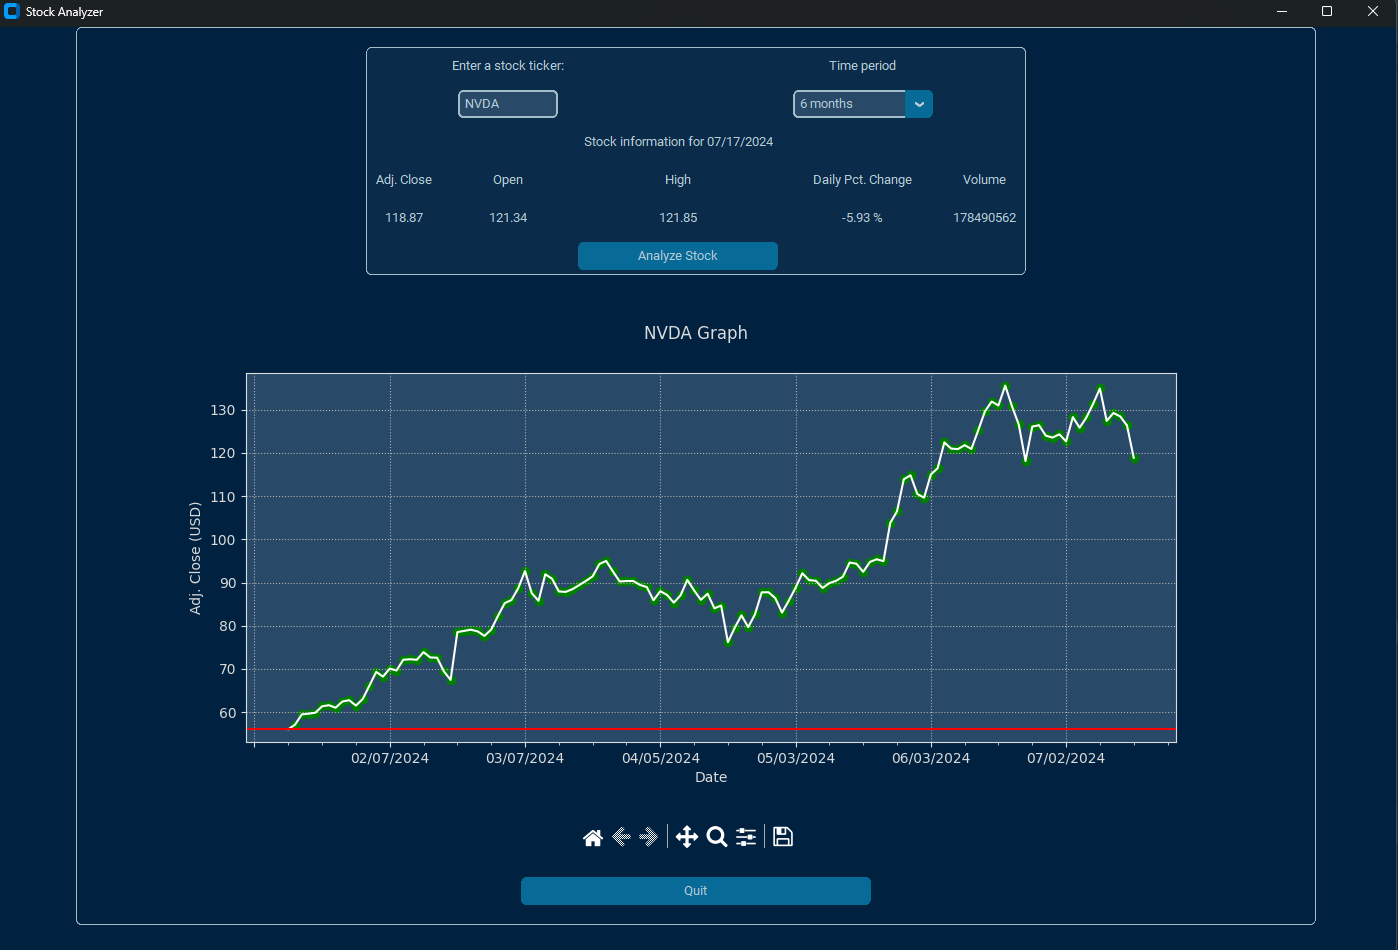 Stock Analyzer
Enter a stock ticker: Time period
NVDA 6 months
Stock information for 07/17/2024
Adj. Close Open High Daily Pct. Change Volume
118.87 121.34 121.85 -5.93 % 178490562
Analyze Stock
NVDA Graph
130
120
110
100
90
80
70
60
Adj. Close (USD)
02/07/2024 03/07/2024 04/05/2024 05/03/2024 06/03/2024 07/02/2024
Date
Quit